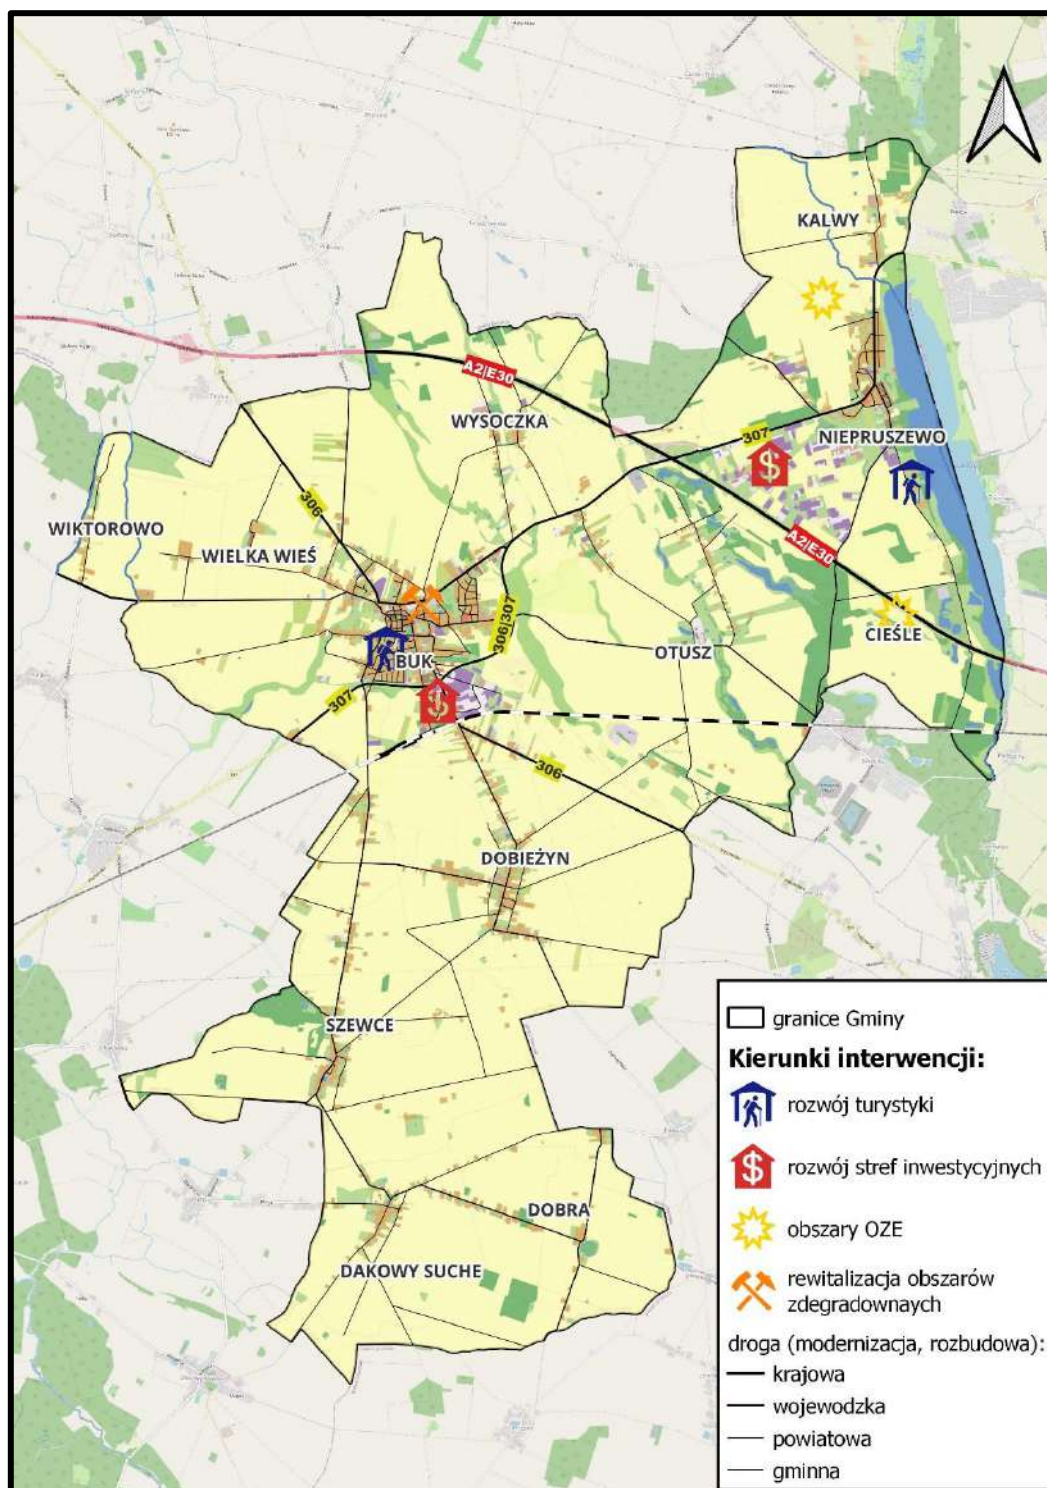 KALWY
A2|E30
WYSOCZKA
307
NIEPRUSZEWO
306
WIKTOROWO
WIELKA WIEŚ
A2|E30
306|307
CIEŚLE
OTUSZ
BUK
307
306
DOBIEŻYN
SZEWCE
DOBRA
DAKOWY SUCHE
granice Gminy
Kierunki interwencji:
rozwój turystyki
rozwój stref inwestycyjnych
obszary OZE
rewitalizacja obszarów
zdegradownaych
droga (modernizacja, rozbudowa):
krajowa
wojewodzka
powiatowa
gminna